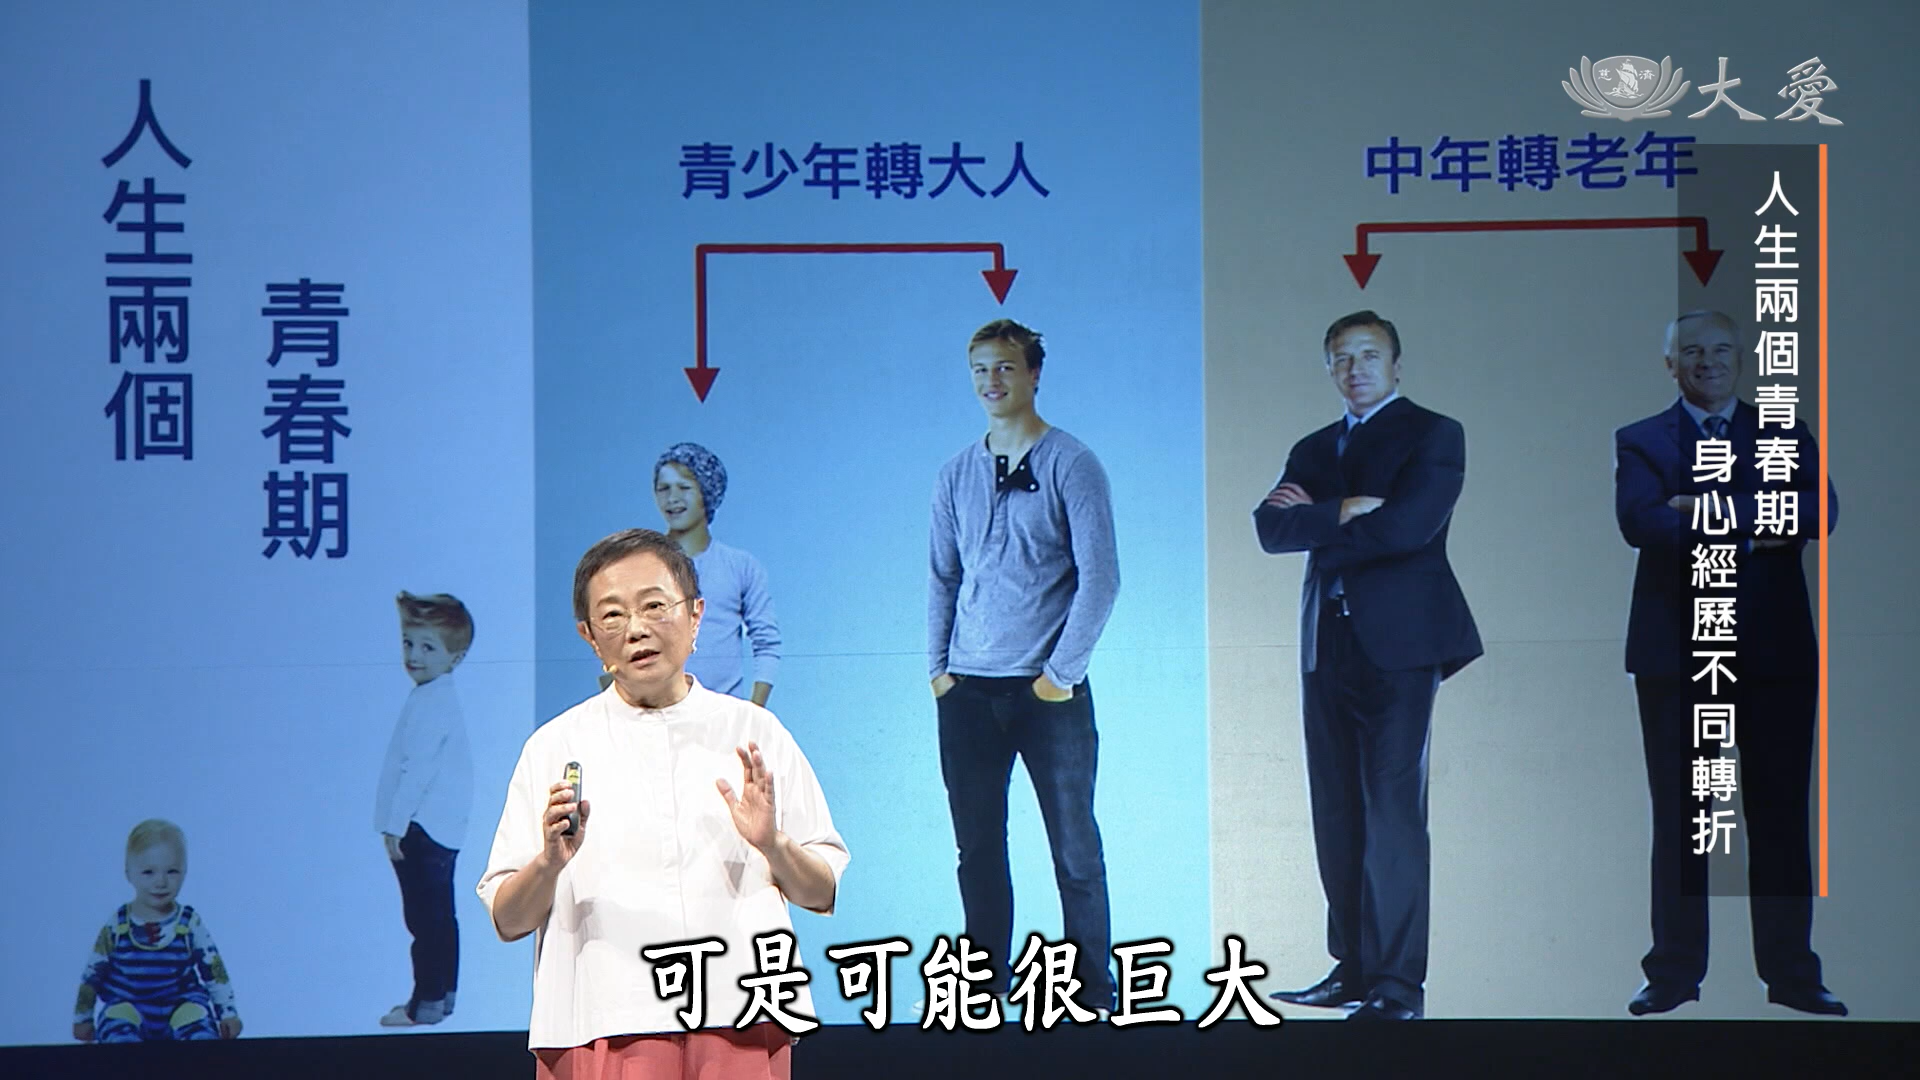 人生兩個
青春期
青少年轉大人
中年轉老年
慈濟
大愛
人生兩個青春期
身心經歷不同轉折
可是可能很巨大